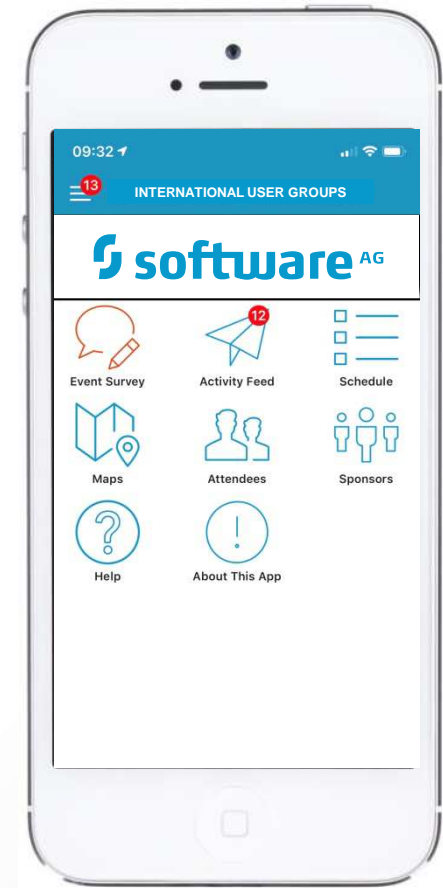 09:32
13
INTERNATIONAL USER GROUPS
software AG
12
Event Survey Activity Feed Schedule
Maps Attendees Sponsors
Help About This App